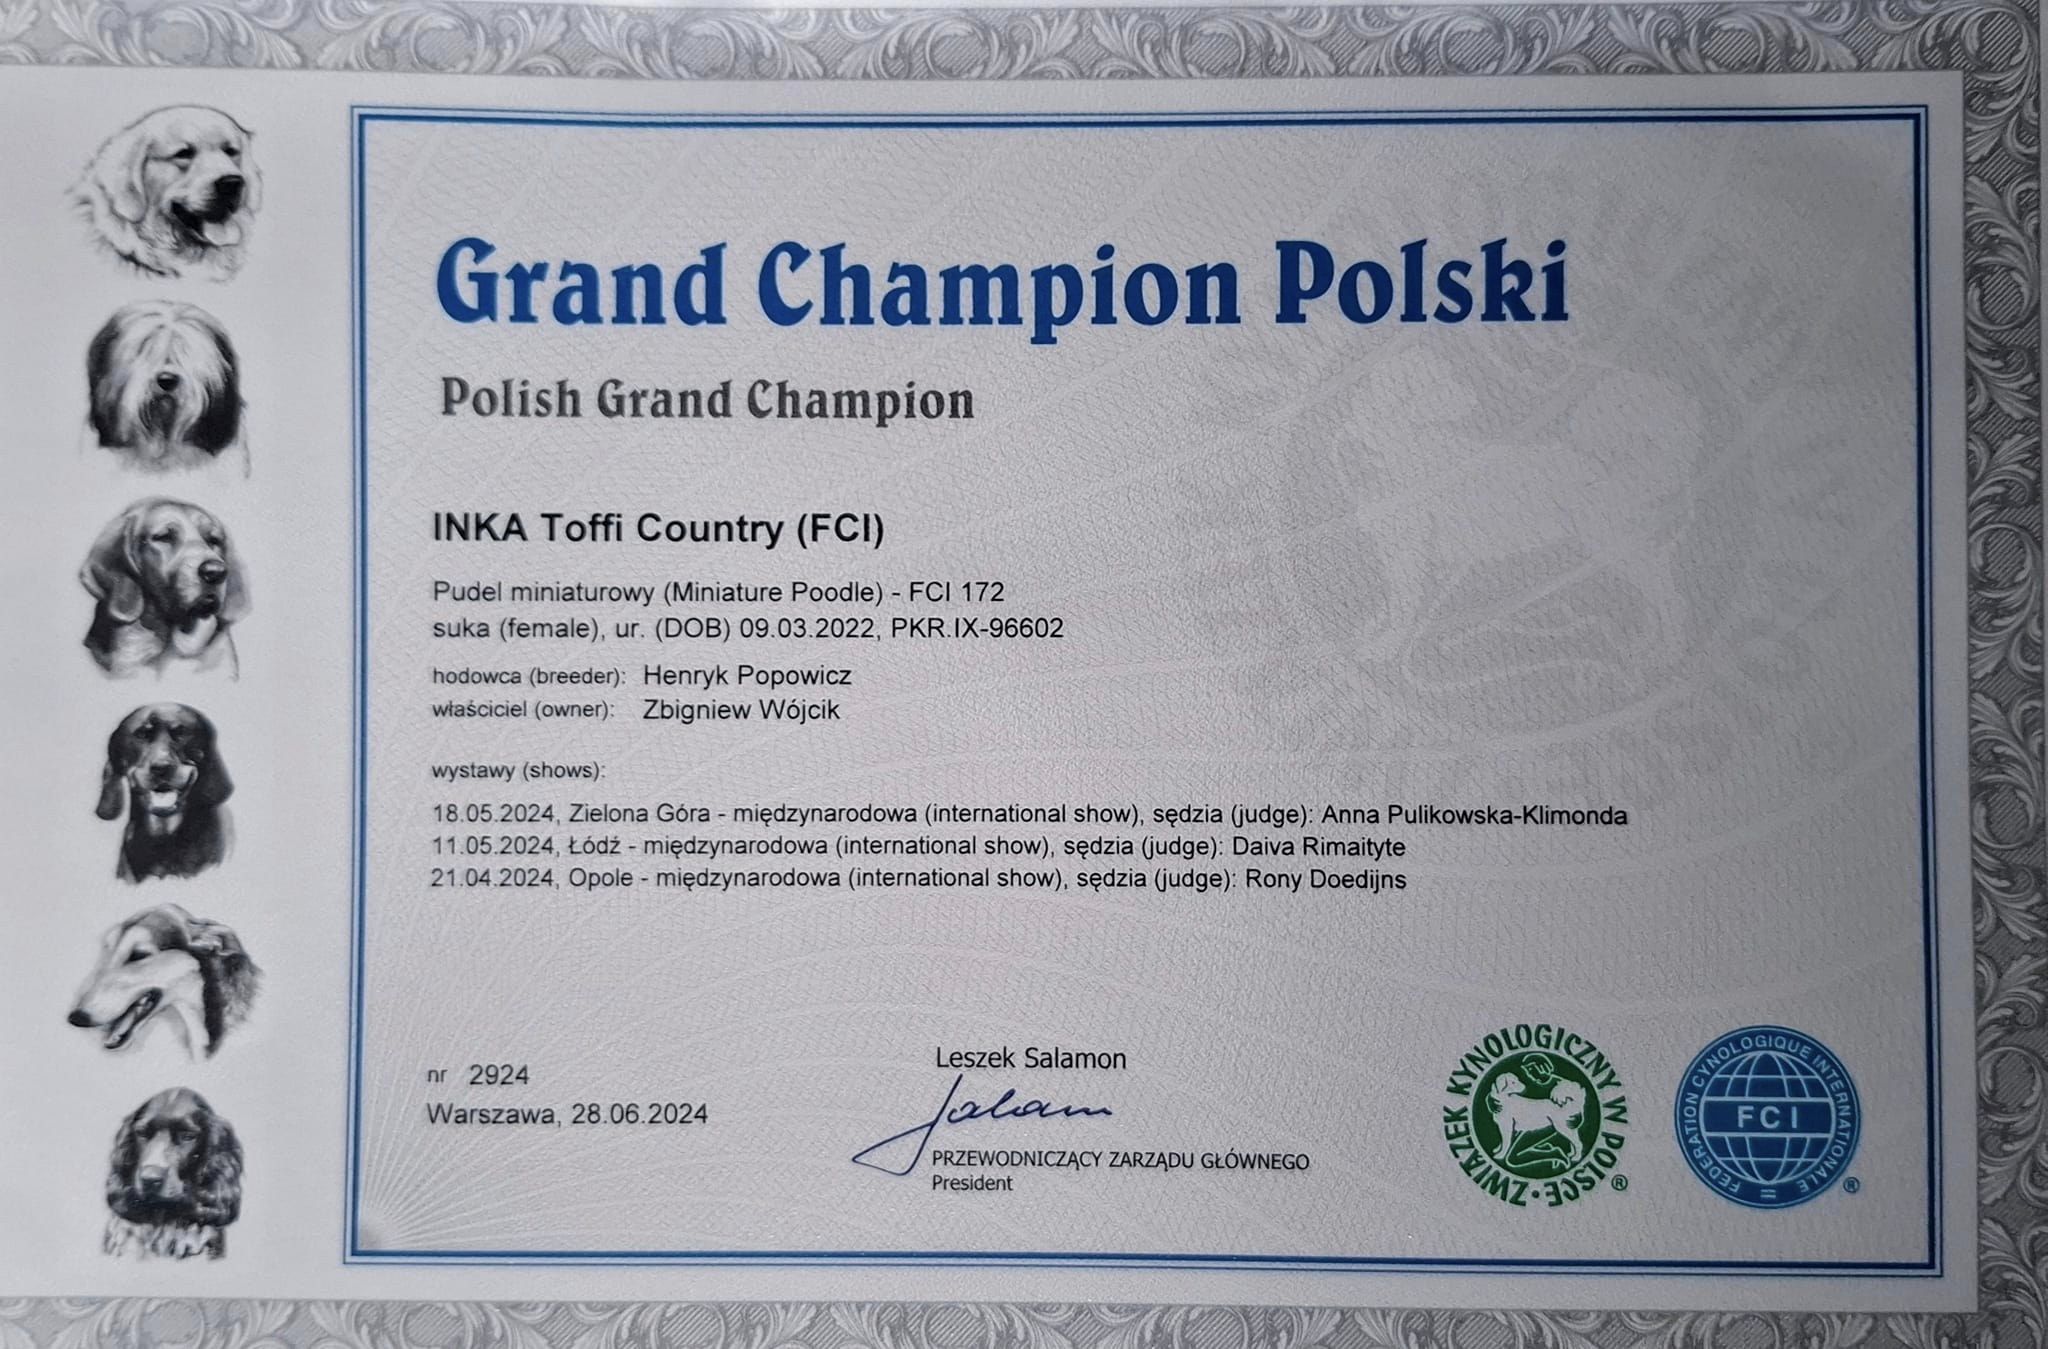 Grand Champion Polski
Polish Grand Champion
INKA Toffi Country (FCI)
Pudel miniaturowy (Miniature Poodle) - FCI 172
suka (female), ur. (DOB) 09.03.2022, PKR.IX-96602
hodowca (breeder): Henryk Popowicz
właściciel (owner): Zbigniew Wójcik
wystawy (shows):
18.05.2024, Zielona Góra - międzynarodowa (international show), sędzia (judge): Anna Pulikowska-Klimonda
11.05.2024, Łódź - międzynarodowa (international show), sędzia (judge): Daiva Rimaityte
21.04.2024, Opole - międzynarodowa (international show), sędzia (judge): Rony Doedijns
nr 2924
Warszawa, 28.06.2024
Leszek Salamon
Salamon
PRZEWODNICZĄCY ZARZĄDU GŁÓWNEGO
President
ZWIĄZEK KYNOLOGICZNY W POLSCE • ®
FEDERATION CYNOLOGIQUE INTERNATIONALE ®
FCI